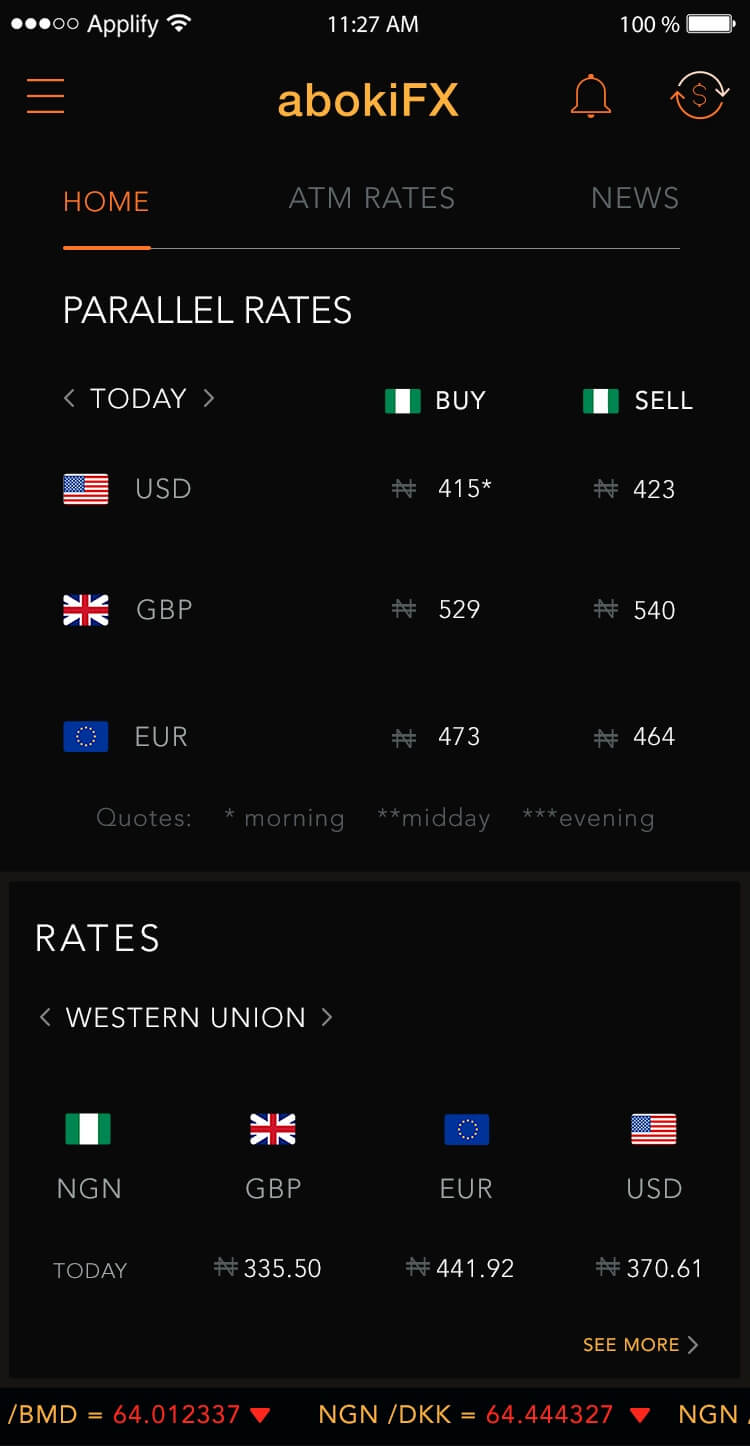 Applify 11:27 AM 100 %
abokiFX
HOME ATM RATES NEWS
PARALLEL RATES
< TODAY > BUY SELL
USD ₦ 415* ₦ 423
GBP ₦ 529 ₦ 540
EUR ₦ 473 ₦ 464
Quotes: * morning **midday ***evening
RATES
< WESTERN UNION >
NGN GBP EUR USD
TODAY ₦ 335.50 ₦ 441.92 ₦ 370.61
SEE MORE >
/BMD = 64.012337 ▼ NGN /DKK = 64.444327 ▼ NGN /